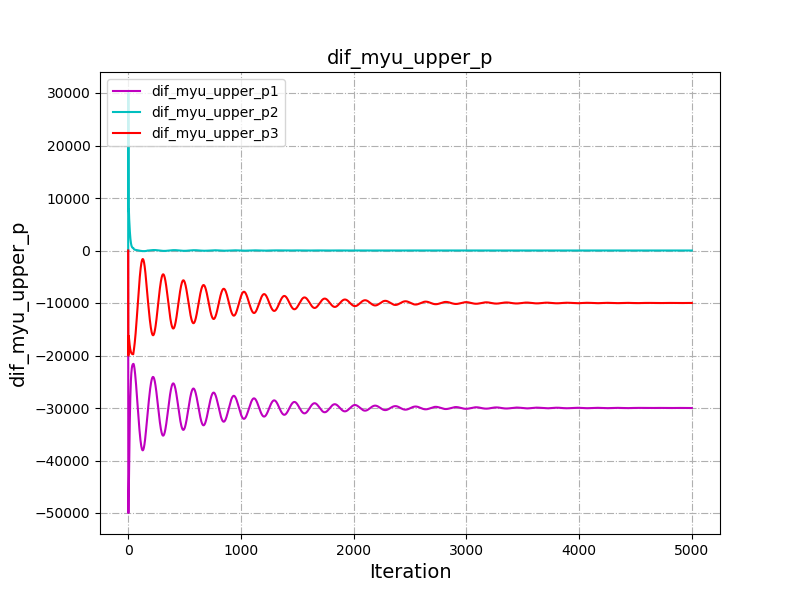 dif_myu_upper_p
dif_myu_upper_p1
dif_myu_upper_p2
dif_myu_upper_p3
30000
20000
10000
0
−10000
−20000
−30000
−40000
−50000
dif_myu_upper_p
0 1000 2000 3000 4000 5000
Iteration